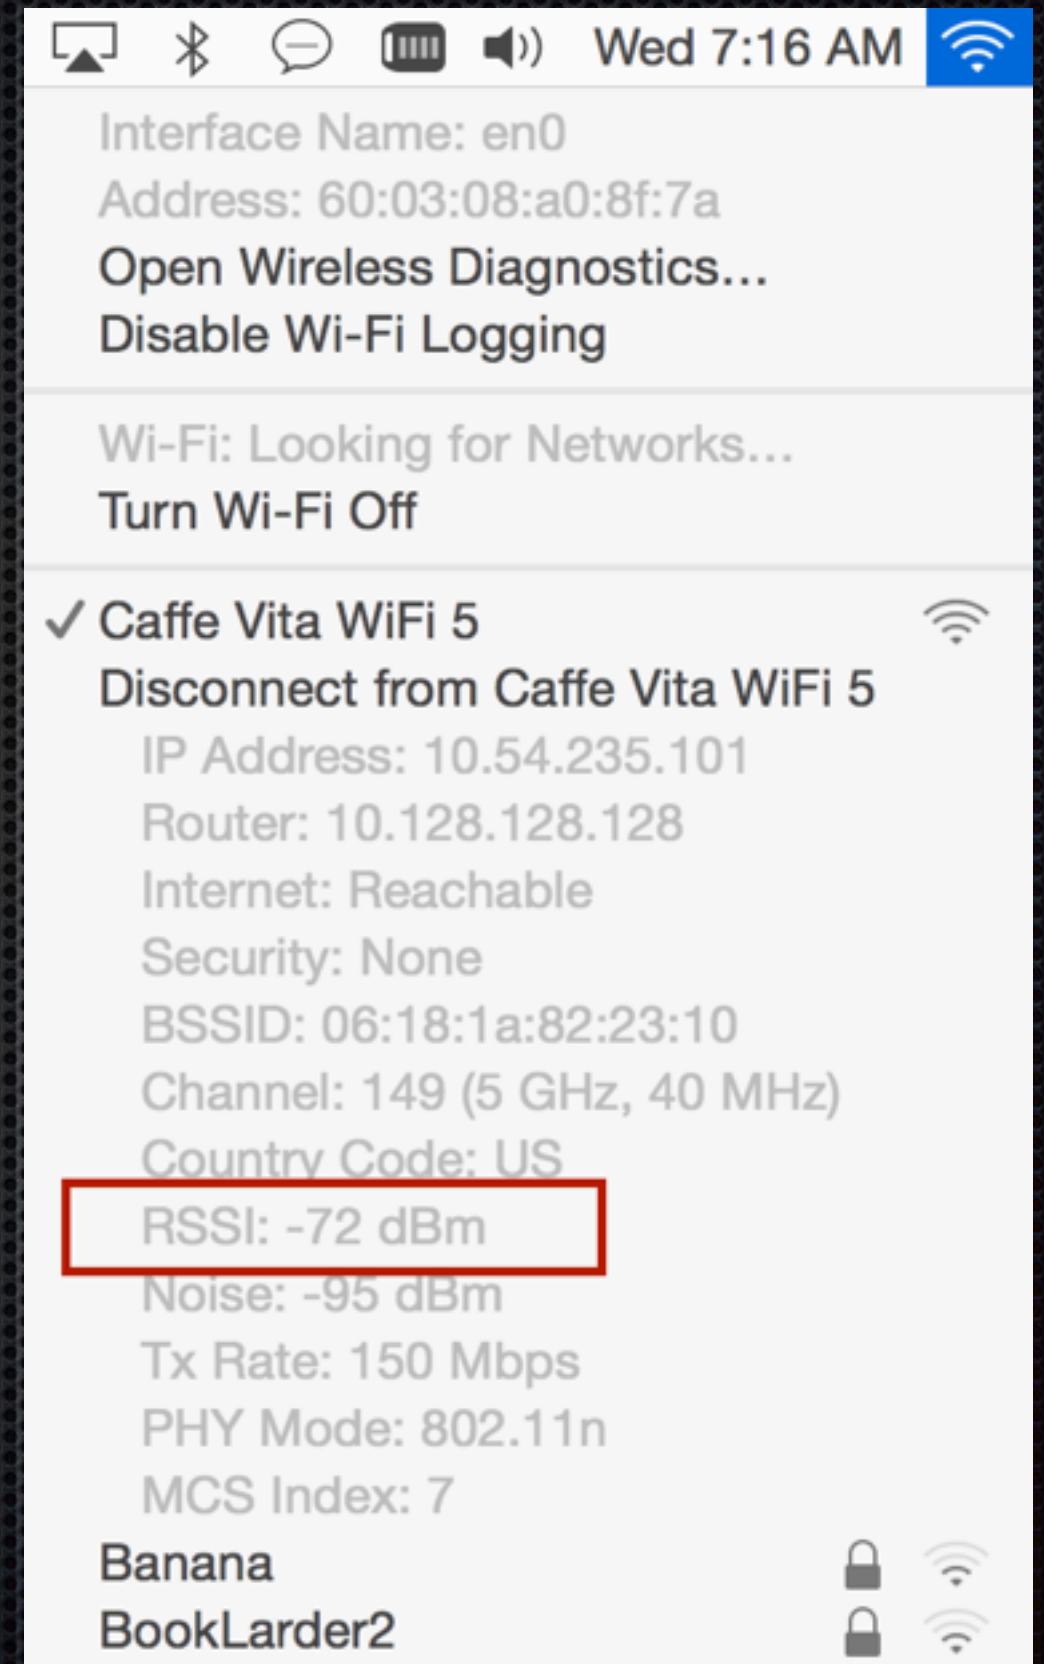 Wed 7:16 AM
Interface Name: en0
Address: 60:03:08:a0:8f:7a
Open Wireless Diagnostics...
Disable Wi-Fi Logging
Wi-Fi: Looking for Networks...
Turn Wi-Fi Off
Caffe Vita WiFi 5
Disconnect from Caffe Vita WiFi 5
IP Address: 10.54.235.101
Router: 10.128.128.128
Internet: Reachable
Security: None
BSSID: 06:18:1a:82:23:10
Channel: 149 (5 GHz, 40 MHz)
Country Code: US
RSSI: -72 dBm
Noise: -95 dBm
Tx Rate: 150 Mbps
PHY Mode: 802.11n
MCS Index: 7
Banana
BookLarder2